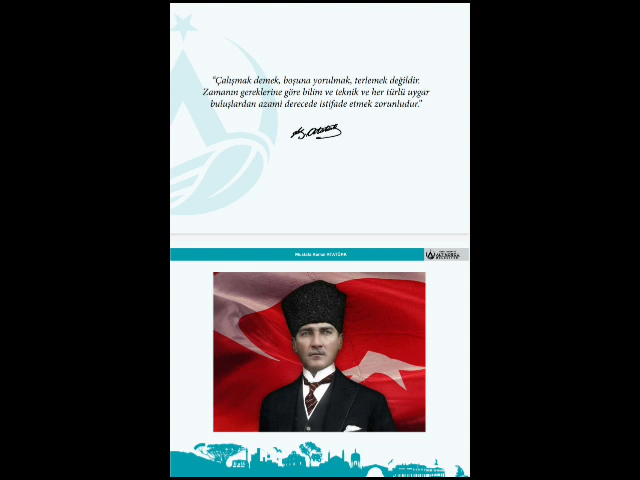 “Çalışmak demek, boşuna yorulmak, terlemek değildir.
Zamanın gereklerine göre bilim ve teknik ve her türlü uygar
buluşlardan azami derecede istifade etmek zorunludur.”
K. Atatürk
Mustafa Kemal ATATÜRK